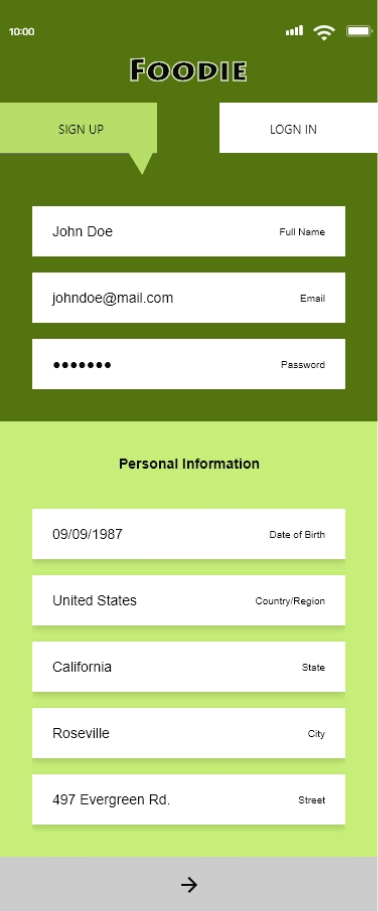 10:00
FOODIE
SIGN UP
LOGN IN
John Doe Full Name
johndoe@mail.com Email
●●●●●●● Password
Personal Information
09/09/1987 Date of Birth
United States Country/Region
California State
Roseville City
497 Evergreen Rd. Street